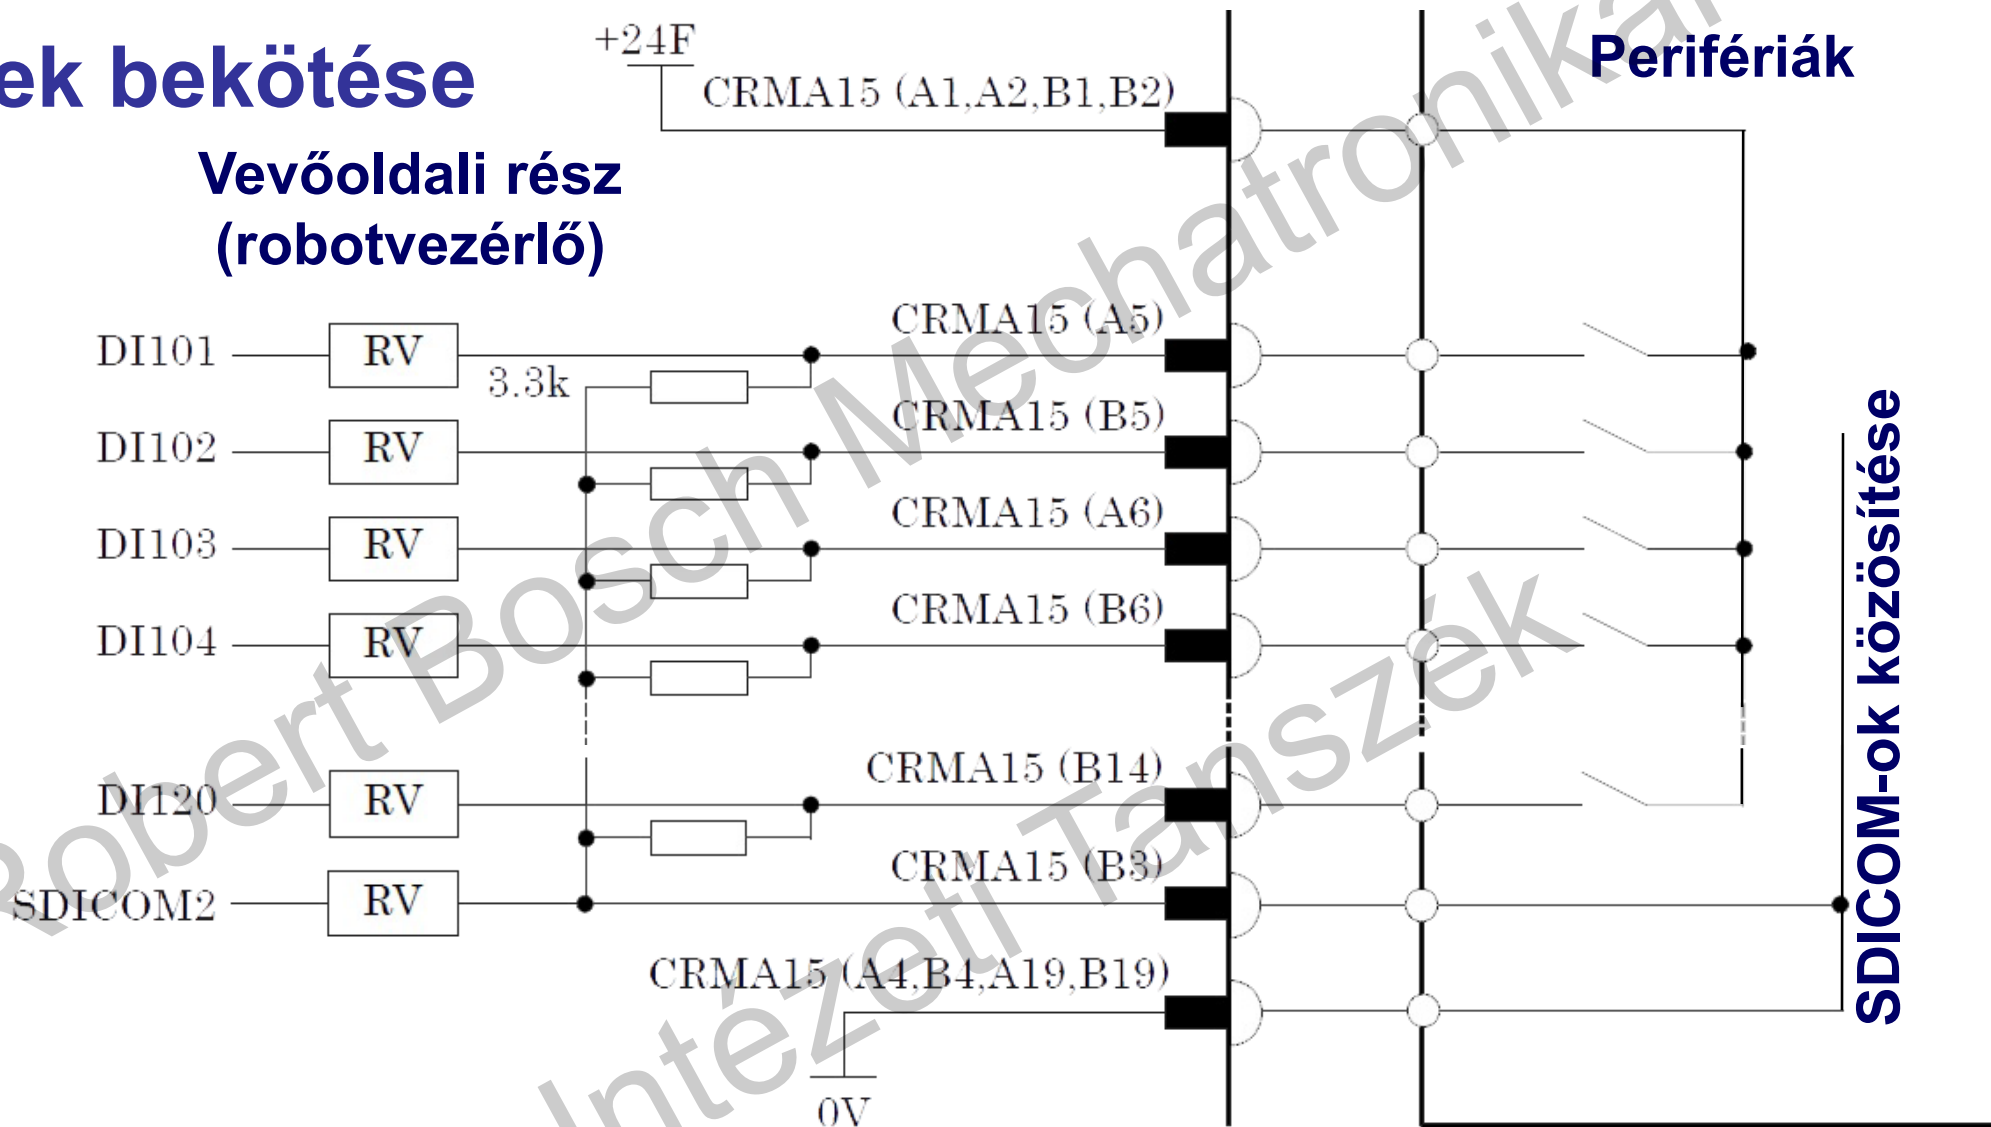 ek bekötése
+24F
CRMA15 (A1,A2,B1,B2)
Perifériák
Vevőoldali rész
(robotvezérlő)
DI101
RV
3.3k
CRMA15 (A5)
DI102
RV
CRMA15 (B5)
DI103
RV
CRMA15 (A6)
DI104
RV
CRMA15 (B6)
DI120
RV
CRMA15 (B14)
SDICOM2
RV
CRMA15 (B3)
CRMA15 (A4,B4,A19,B19)
0V
SDICOM-ok közösítése
Robert Bosch Mechatronikai
Intézeti Tanszék